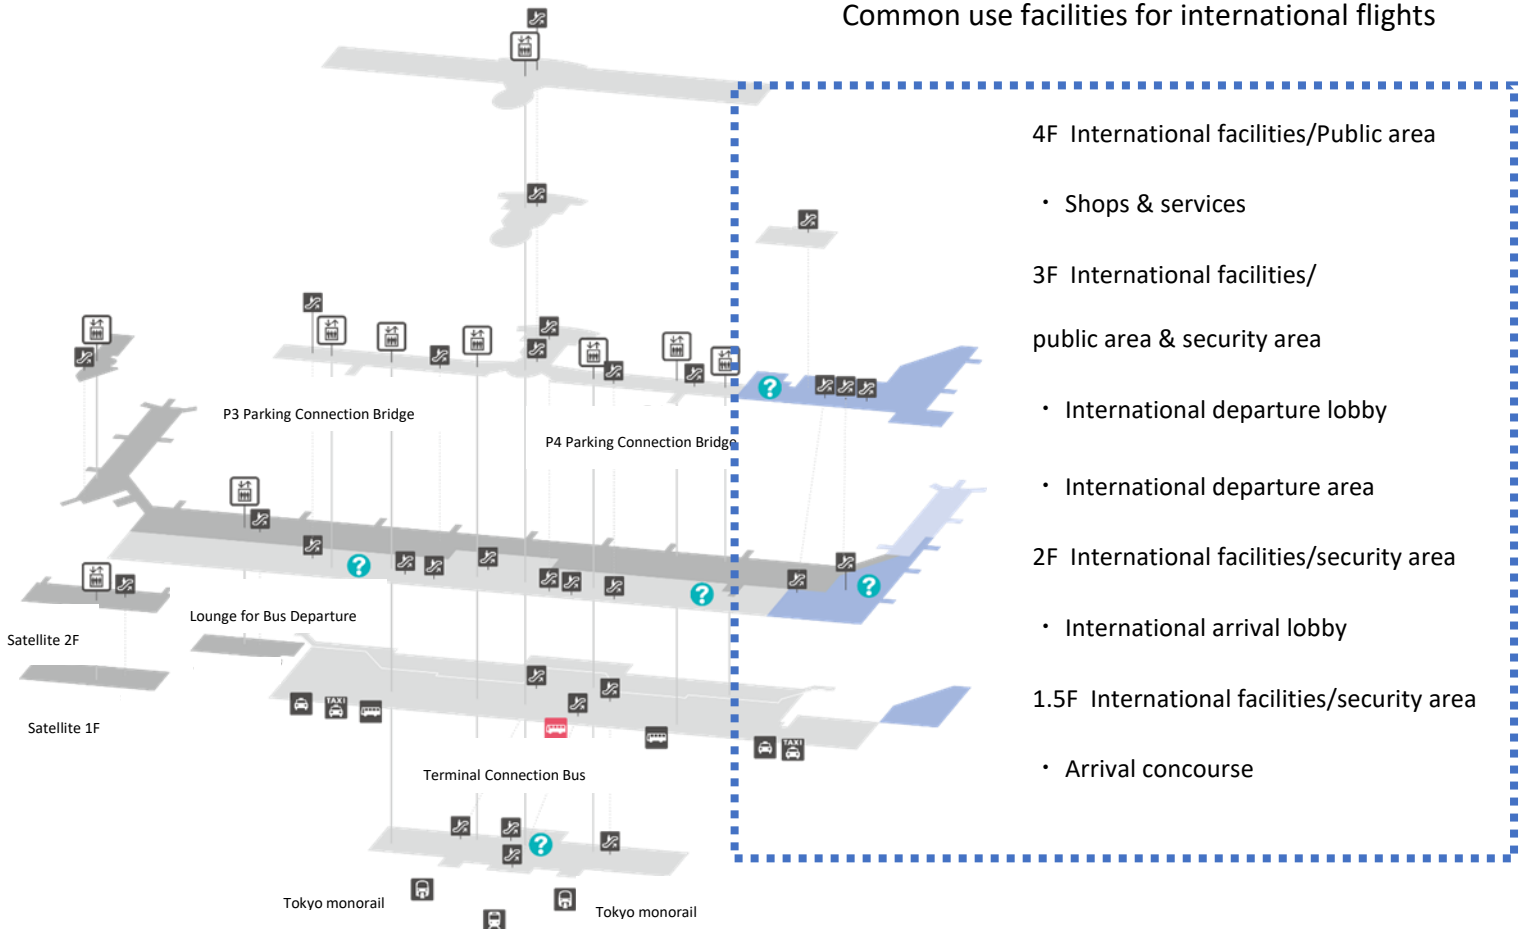 Common use facilities for international flights
4F  International facilities/Public area
・ Shops & services
3F  International facilities/
public area & security area
・ International departure lobby
・ International departure area
2F  International facilities/security area
・ International arrival lobby
1.5F  International facilities/security area
・ Arrival concourse
P3 Parking Connection Bridge
P4 Parking Connection Bridge
Lounge for Bus Departure
Satellite 2F
Satellite 1F
TAXI
TAXI
Terminal Connection Bus
Tokyo monorail
Tokyo monorail